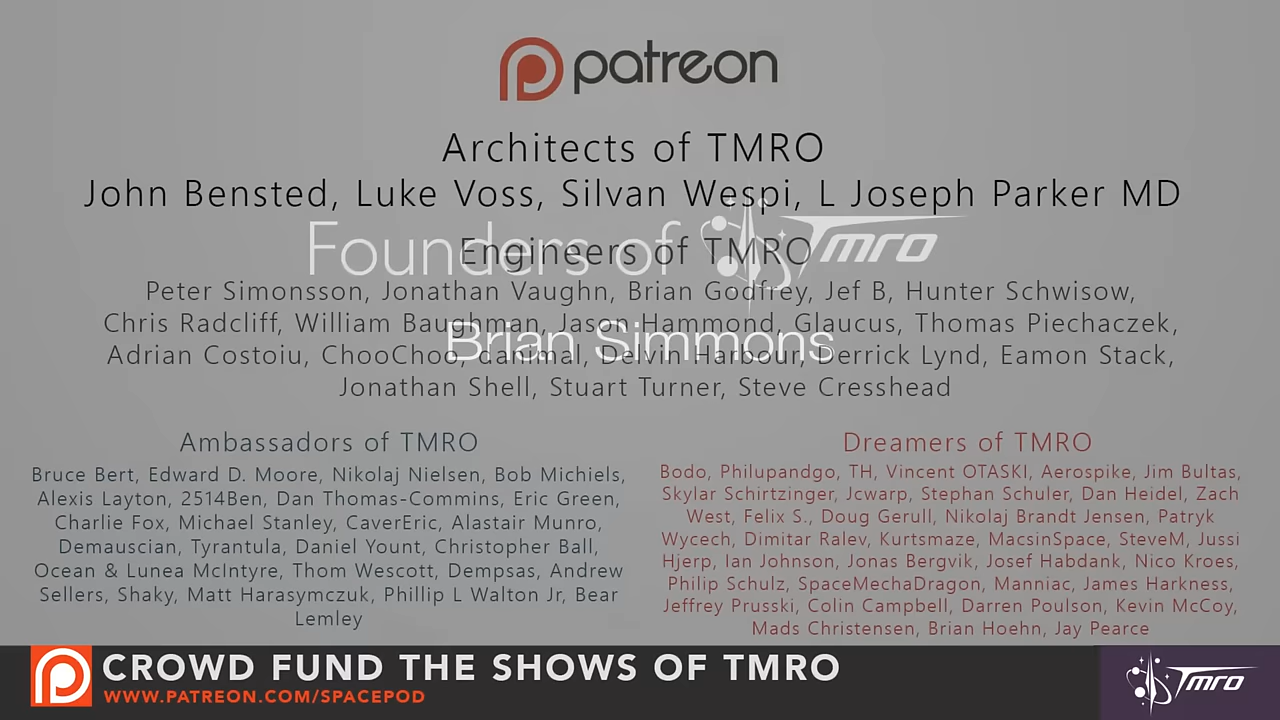 patreon
Architects of TMRO
John Bensted, Luke Voss, Silvan Wespi, L Joseph Parker MD
Founders of TMRO
Engineers of TMRO
Peter Simonsson, Jonathan Vaughn, Brian Godfrey, Jef B, Hunter Schwisow,
Chris Radcliff, William Baughman, Jason Hammond, Glaucus, Thomas Piechaczek,
Brian Simmons
Adrian Costoiu, ChooChoo, danimal, Delvin Harbour, Derrick Lynd, Eamon Stack,
Jonathan Shell, Stuart Turner, Steve Cresshead
Ambassadors of TMRO
Bruce Bert, Edward D. Moore, Nikolaj Nielsen, Bob Michiels,
Alexis Layton, 2514Ben, Dan Thomas-Commins, Eric Green,
Charlie Fox, Michael Stanley, CaverEric, Alastair Munro,
Demauscian, Tyrantula, Daniel Yount, Christopher Ball,
Ocean & Lunea McIntyre, Thom Wescott, Dempsas, Andrew
Sellers, Shaky, Matt Harasymczuk, Phillip L Walton Jr, Bear
Lemley
Dreamers of TMRO
Bodo, Philupandgo, TH, Vincent OTASKI, Aerospike, Jim Bultas,
Skylar Schirtzinger, Jcwarp, Stephan Schuler, Dan Heidel, Zach
West, Felix S., Doug Gerull, Nikolaj Brandt Jensen, Patryk
Wycech, Dimitar Ralev, Kurtsmaze, MacsinSpace, SteveM, Jussi
Hjerp, Ian Johnson, Jonas Bergvik, Josef Habdank, Nico Kroes,
Philip Schulz, SpaceMechaDragon, Manniac, James Harkness,
Jeffrey Prusski, Colin Campbell, Darren Poulson, Kevin McCoy,
Mads Christensen, Brian Hoehn, Jay Pearce
CROWD FUND THE SHOWS OF TMRO
WWW.PATREON.COM/SPACEPOD
TMRO